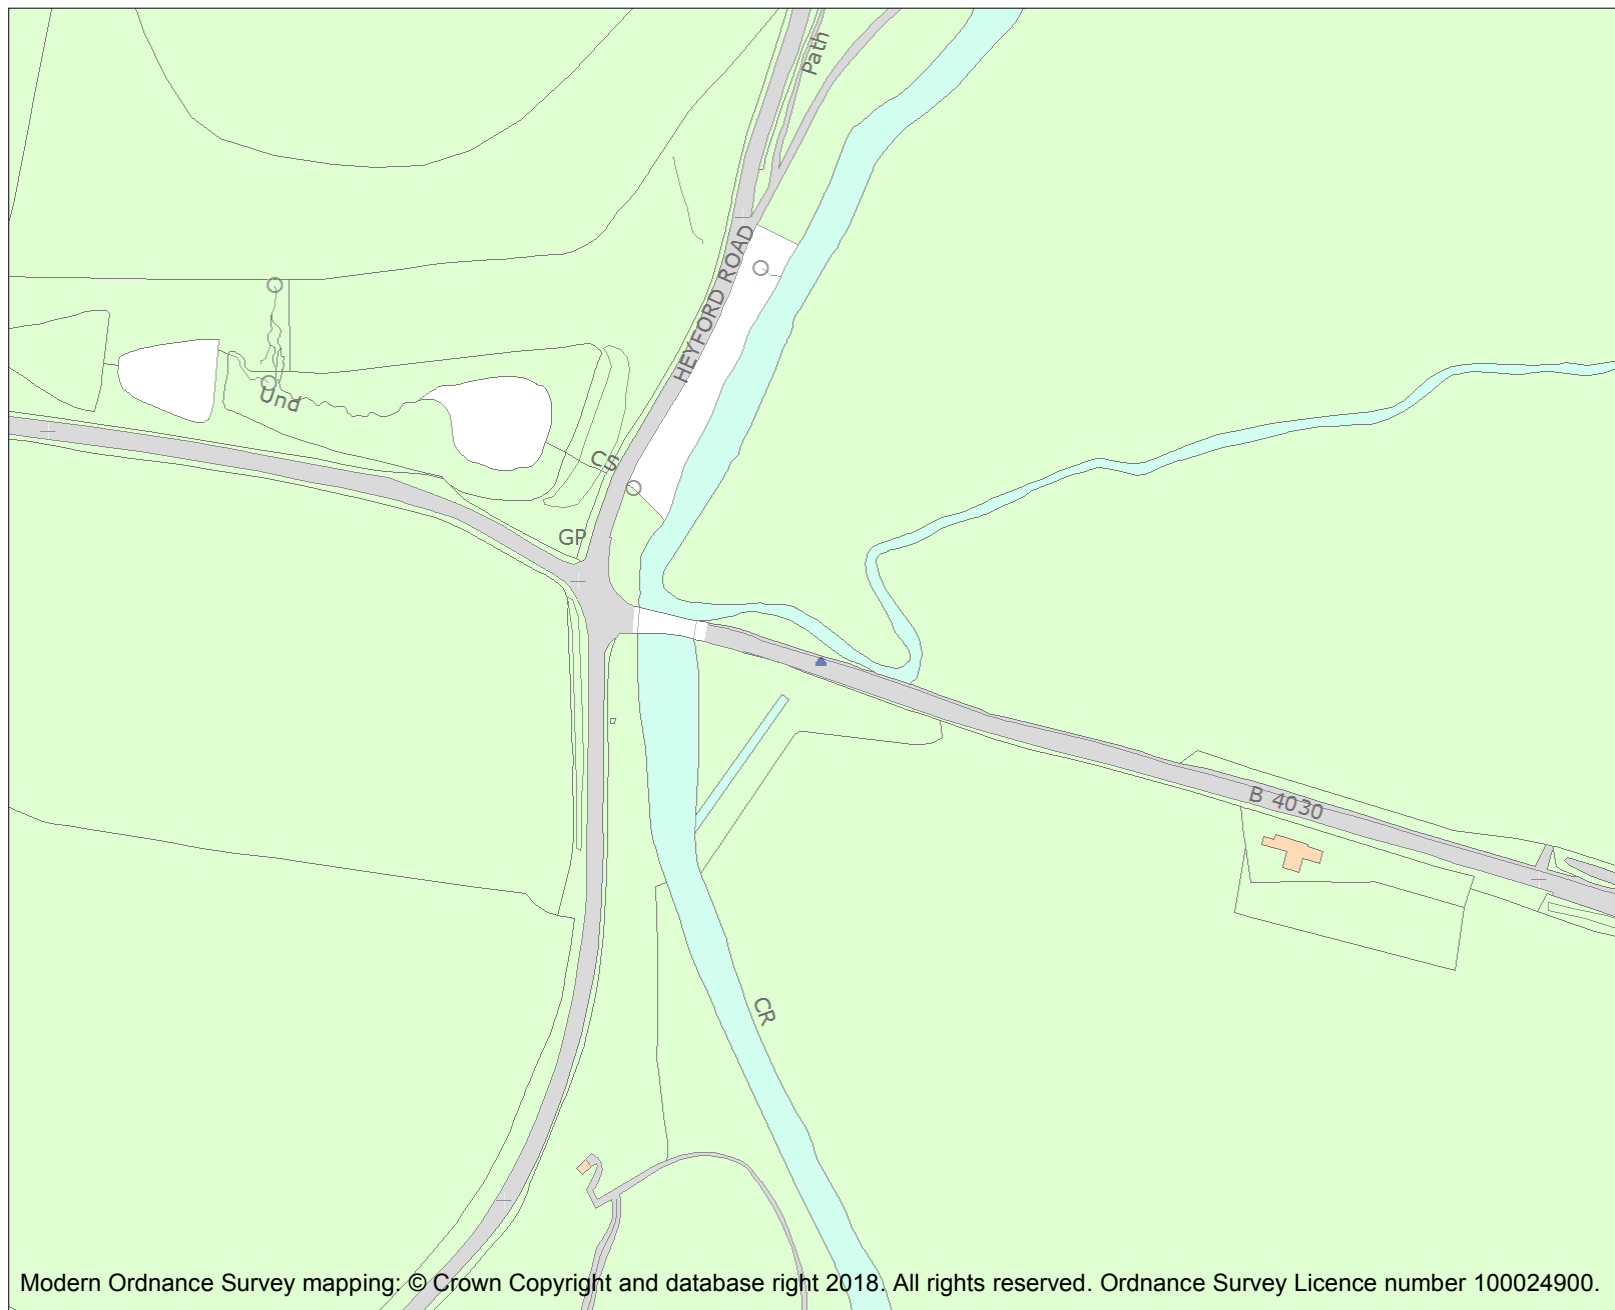 Path
HEYFORD ROAD
Und
CS
GP
B 4030
CR
Modern Ordnance Survey mapping: © Crown Copyright and database right 2018. All rights reserved. Ordnance Survey Licence number 100024900.